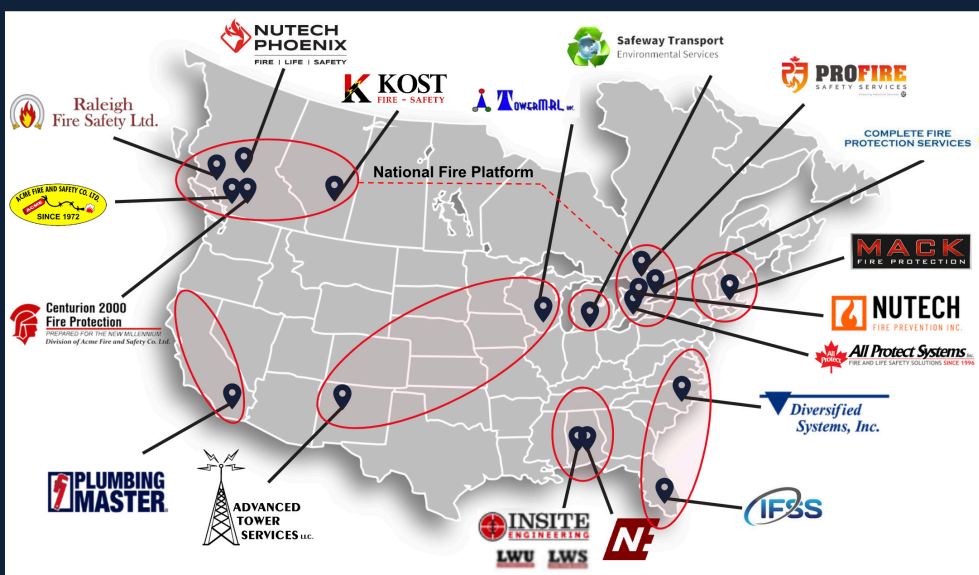 NUTECH
PHOENIX
FIRE | LIFE | SAFETY
Safeway Transport
Environmental Services
KOST
FIRE - SAFETY
PROFIRE
SAFETY SERVICES
TOWERMRL INC.
Raleigh
Fire Safety Ltd.
COMPLETE FIRE
PROTECTION SERVICES
National Fire Platform
ACME FIRE AND SAFETY CO. LTD.
ACME
SINCE 1972
MACK
FIRE PROTECTION
Centurion 2000
Fire Protection
PREPARED FOR THE NEW MILLENNIUM
Division of Acme Fire and Safety Co. Ltd.
NUTECH
FIRE PREVENTION INC.
All
Protect
All Protect Systems Inc.
FIRE AND LIFE SAFETY SOLUTIONS SINCE 1996
Diversified
Systems, Inc.
PLUMBING
MASTER
ADVANCED
TOWER
SERVICES LLC.
IFSS
INSITE
ENGINEERING
LWU LWS
N